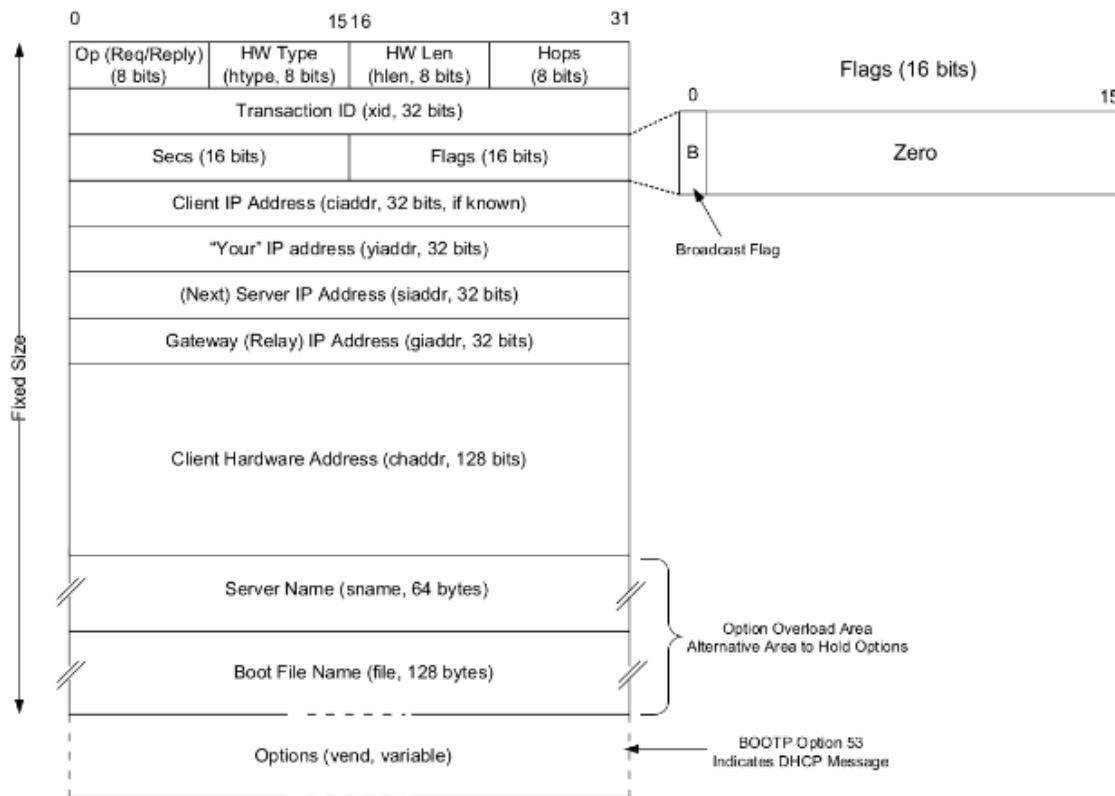 0 15 16 31
Op (Req/Reply) HW Type HW Len Hops
(8 bits) (htype, 8 bits) (hlen, 8 bits) (8 bits)
Flags (16 bits)
0 15
Transaction ID (xid, 32 bits)
Secs (16 bits) Flags (16 bits)
B Zero
Client IP Address (ciaddr, 32 bits, if known)
Broadcast Flag
“Your” IP address (yiaddr, 32 bits)
(Next) Server IP Address (siaddr, 32 bits)
Gateway (Relay) IP Address (giaddr, 32 bits)
Fixed Size
Client Hardware Address (chaddr, 128 bits)
Server Name (sname, 64 bytes)
Option Overload Area
Alternative Area to Hold Options
Boot File Name (file, 128 bytes)
Options (vend, variable)
BOOTP Option 53
Indicates DHCP Message